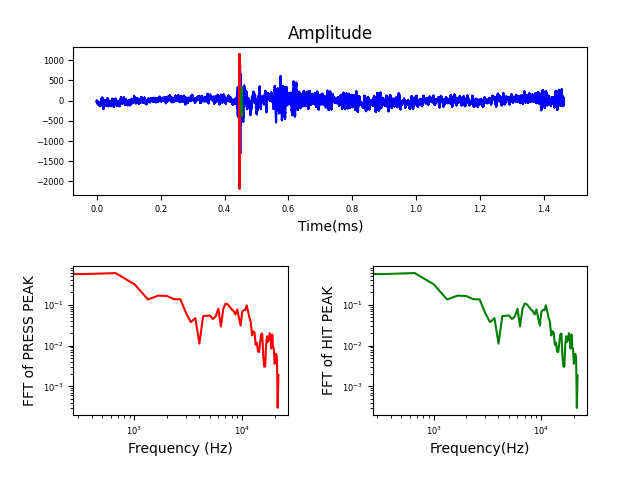 Amplitude
1000
500
0
−500
−1000
−1500
−2000
0.0 0.2 0.4 0.6 0.8 1.0 1.2 1.4
Time(ms)
FFT of PRESS PEAK
10⁻¹
10⁻²
10⁻³
10³ 10⁴
Frequency (Hz)
FFT of HIT PEAK
10⁻¹
10⁻²
10⁻³
10³ 10⁴
Frequency(Hz)